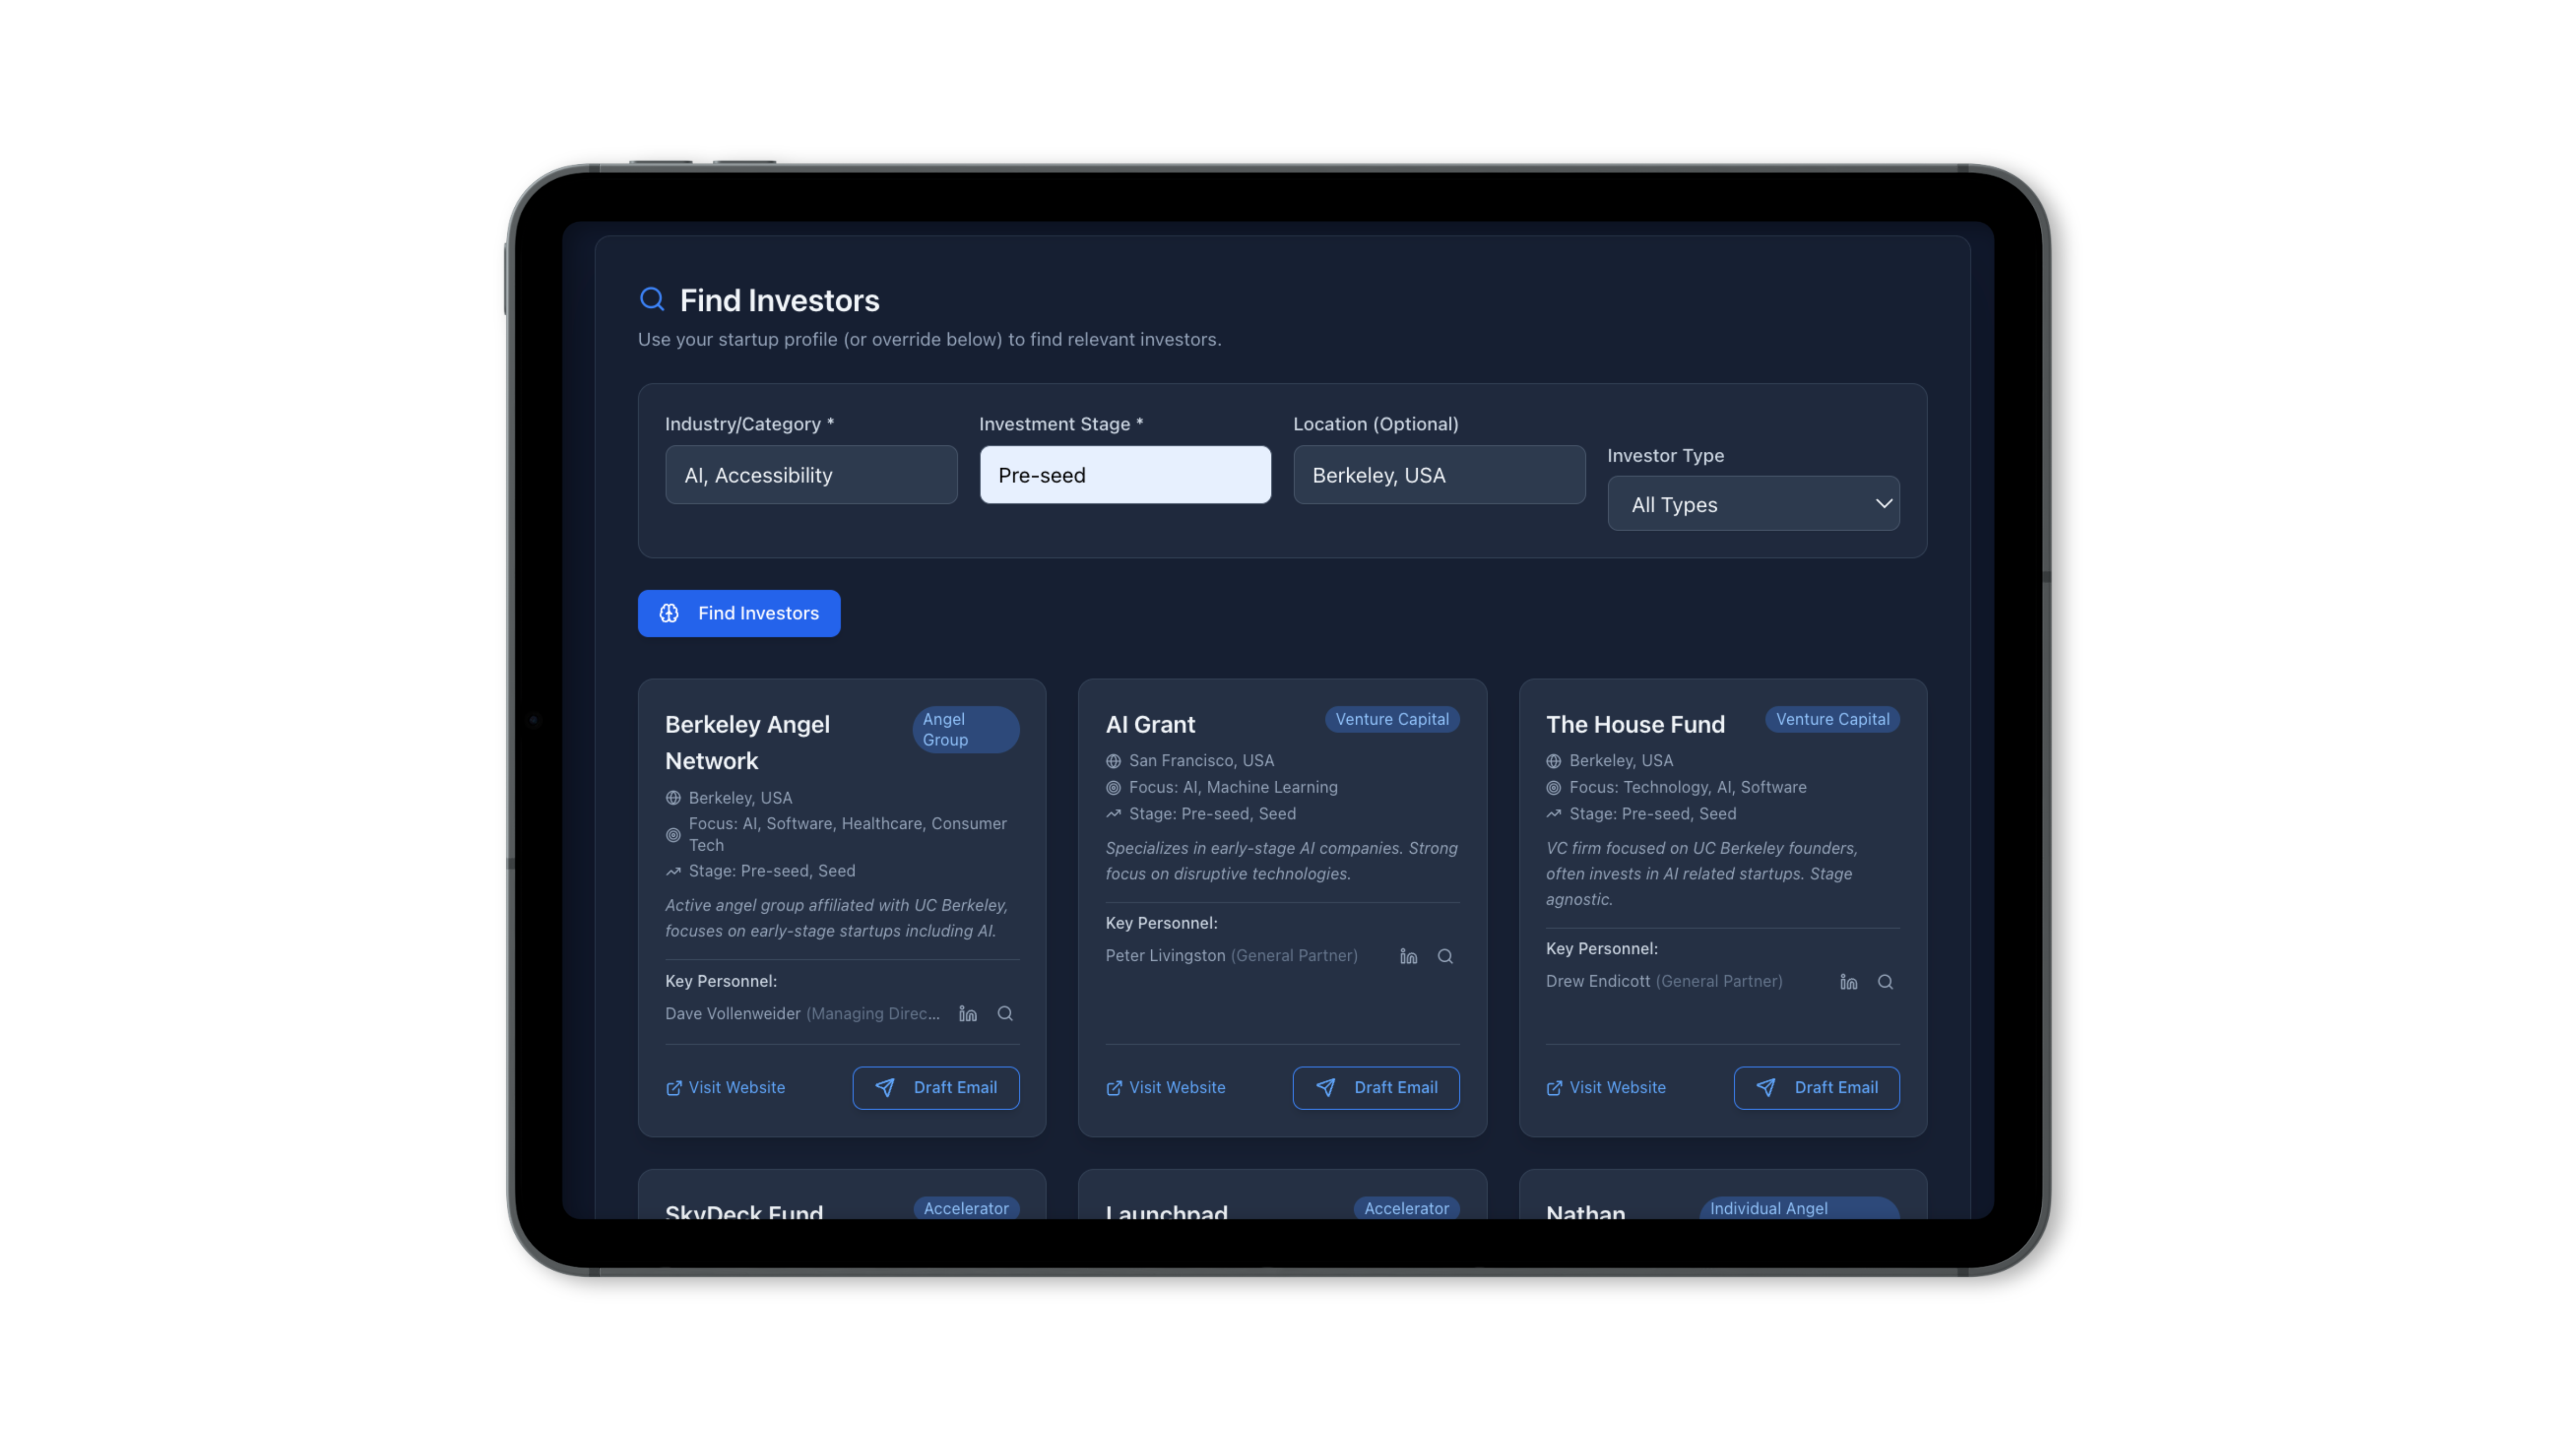 Find Investors
Use your startup profile (or override below) to find relevant investors.
Industry/Category *
Investment Stage *
Location (Optional)
Investor Type
AI, Accessibility
Pre-seed
Berkeley, USA
All Types
Find Investors
Berkeley Angel
Network
Angel
Group
Berkeley, USA
Focus: AI, Software, Healthcare, Consumer
Tech
Stage: Pre-seed, Seed
Active angel group affiliated with UC Berkeley,
focuses on early-stage startups including AI.
Key Personnel:
Dave Vollenweider (Managing Direc...
Visit Website
Draft Email
AI Grant
Venture Capital
San Francisco, USA
Focus: AI, Machine Learning
Stage: Pre-seed, Seed
Specializes in early-stage AI companies. Strong
focus on disruptive technologies.
Key Personnel:
Peter Livingston (General Partner)
Visit Website
Draft Email
The House Fund
Venture Capital
Berkeley, USA
Focus: Technology, AI, Software
Stage: Pre-seed, Seed
VC firm focused on UC Berkeley founders,
often invests in AI related startups. Stage
agnostic.
Key Personnel:
Drew Endicott (General Partner)
Visit Website
Draft Email
SkyDeck Fund
Accelerator
Launchpad
Accelerator
Nathan
Individual Angel